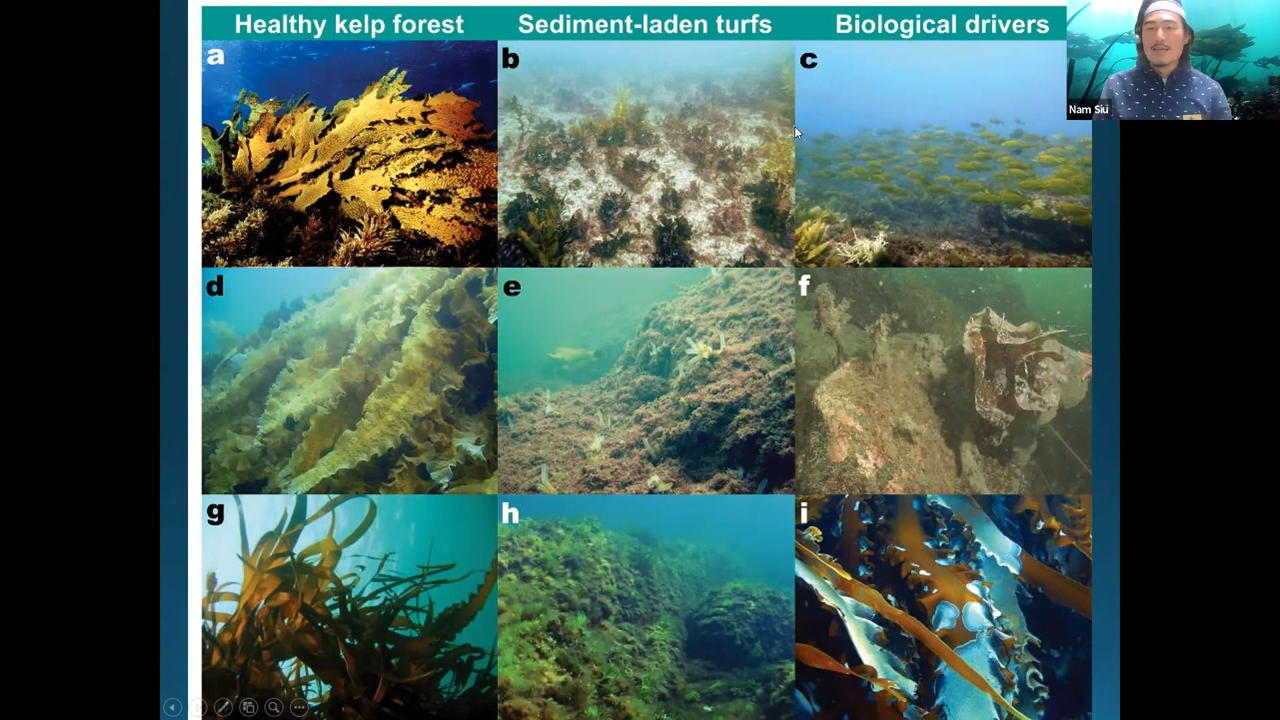 Healthy kelp forest
Sediment-laden turfs
Biological drivers
a
b
c
Nam Siu
d
e
f
g
h
i